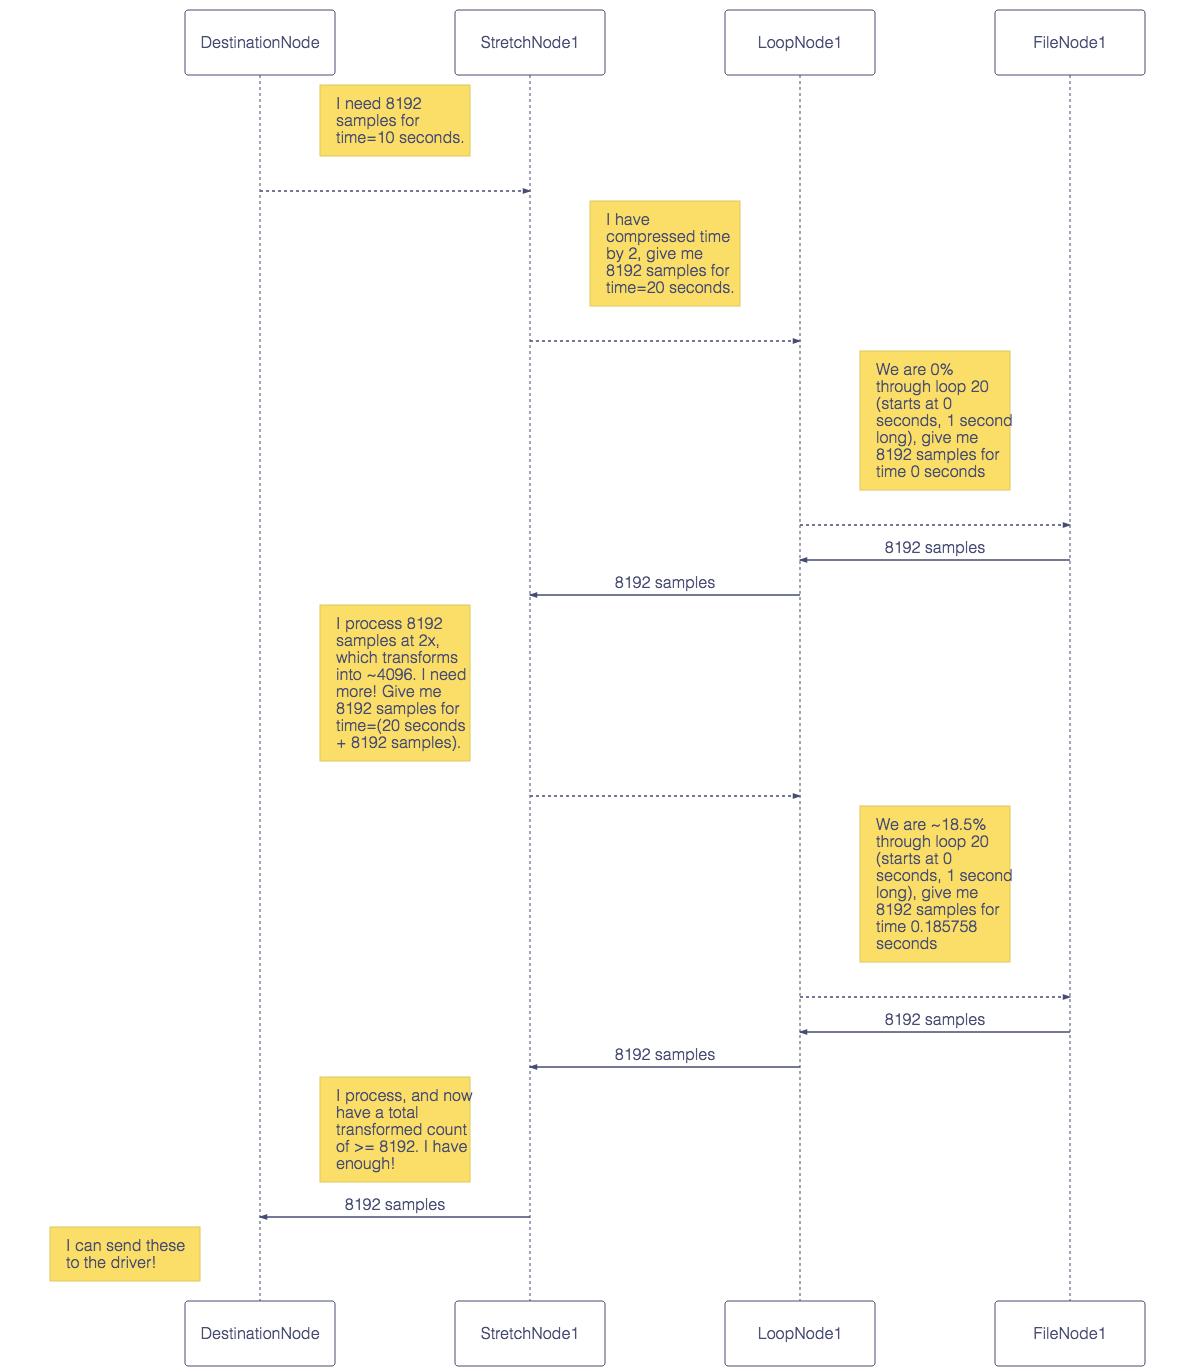 DestinationNode
StretchNode1
LoopNode1
FileNode1
I need 8192
samples for
time=10 seconds.
I have
compressed time
by 2, give me
8192 samples for
time=20 seconds.
We are 0%
through loop 20
(starts at 0
seconds, 1 second
long), give me
8192 samples for
time 0 seconds
8192 samples
8192 samples
I process 8192
samples at 2x,
which transforms
into ~4096. I need
more! Give me
8192 samples for
time=(20 seconds
+ 8192 samples).
We are ~18.5%
through loop 20
(starts at 0
seconds, 1 second
long), give me
8192 samples for
time 0.185758
seconds
8192 samples
8192 samples
I process, and now
have a total
transformed count
of >= 8192. I have
enough!
8192 samples
I can send these
to the driver!
DestinationNode
StretchNode1
LoopNode1
FileNode1